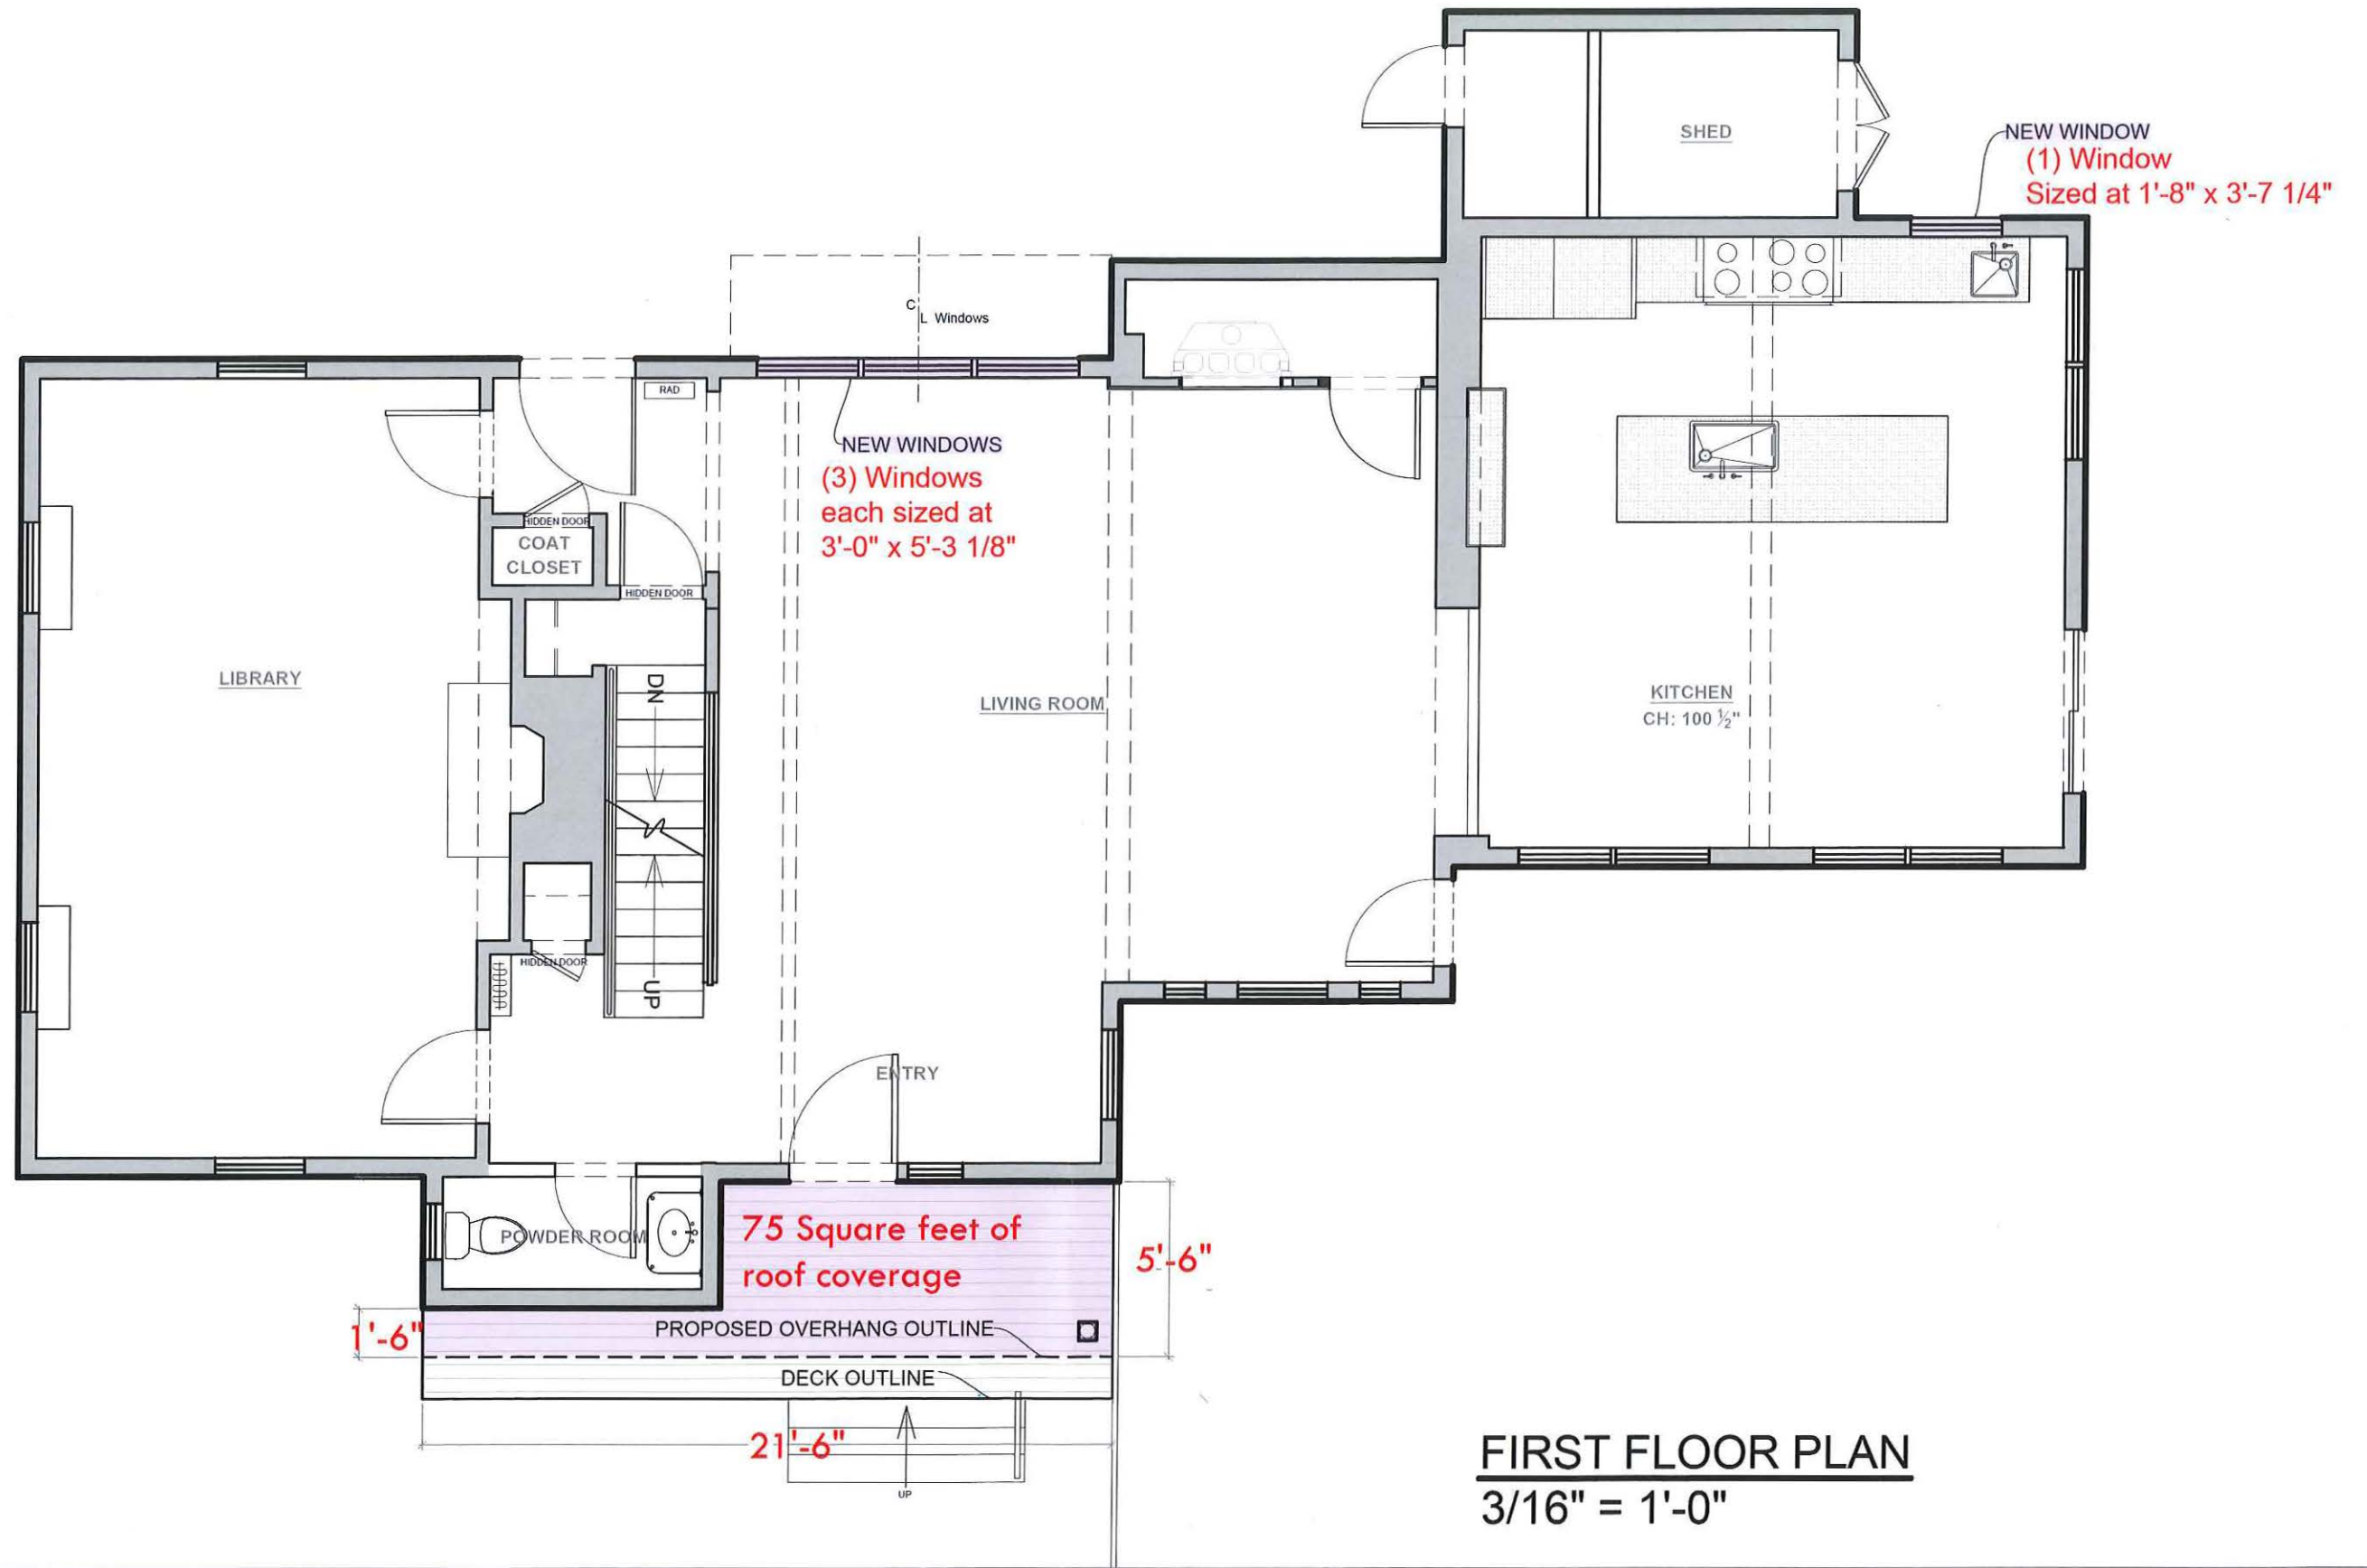 SHED
NEW WINDOW
(1) Window
Sized at 1'-8" x 3'-7 1/4"
C
L Windows
RAD
NEW WINDOWS
(3) Windows
each sized at
3'-0" x 5'-3 1/8"
HIDDEN DOOR
COAT
CLOSET
HIDDEN DOOR
LIBRARY
DN
LIVING ROOM
KITCHEN
CH: 100 ½"
HIDDEN DOOR
UP
ENTRY
POWDER ROOM
75 Square feet of
roof coverage
5'-6"
1'-6"
PROPOSED OVERHANG OUTLINE
DECK OUTLINE
21'-6"
UP
FIRST FLOOR PLAN
3/16" = 1'-0"